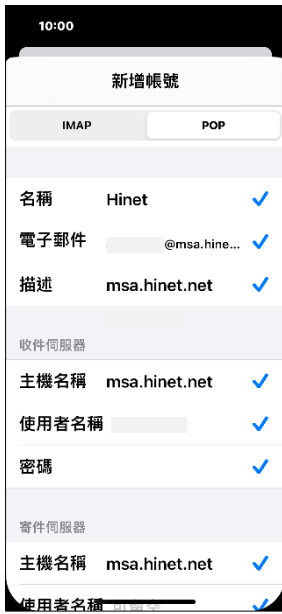 10:00
新增帳號
IMAP POP
名稱 Hinet
電子郵件 @msa.hine...
描述 msa.hinet.net
收件伺服器
主機名稱 msa.hinet.net
使用者名稱
密碼
寄件伺服器
主機名稱 msa.hinet.net
使用者名稱 可留空